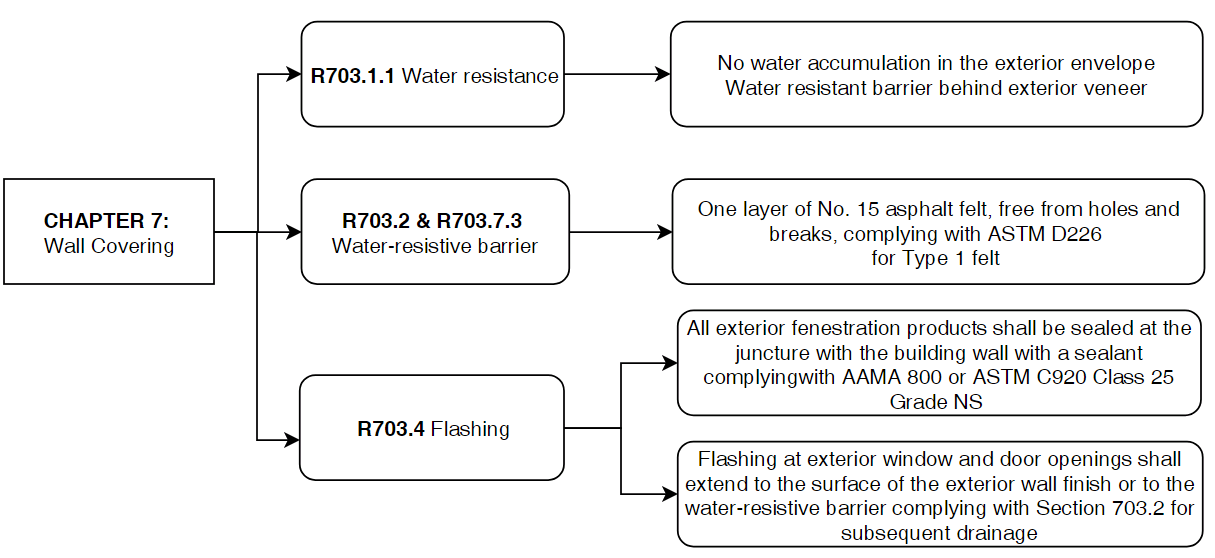 CHAPTER 7:
Wall Covering
R703.1.1 Water resistance
No water accumulation in the exterior envelope
Water resistant barrier behind exterior veneer
R703.2 & R703.7.3
Water-resistive barrier
One layer of No. 15 asphalt felt, free from holes and
breaks, complying with ASTM D226
for Type 1 felt
R703.4 Flashing
All exterior fenestration products shall be sealed at the
juncture with the building wall with a sealant
complyingwith AAMA 800 or ASTM C920 Class 25
Grade NS
Flashing at exterior window and door openings shall
extend to the surface of the exterior wall finish or to the
water-resistive barrier complying with Section 703.2 for
subsequent drainage